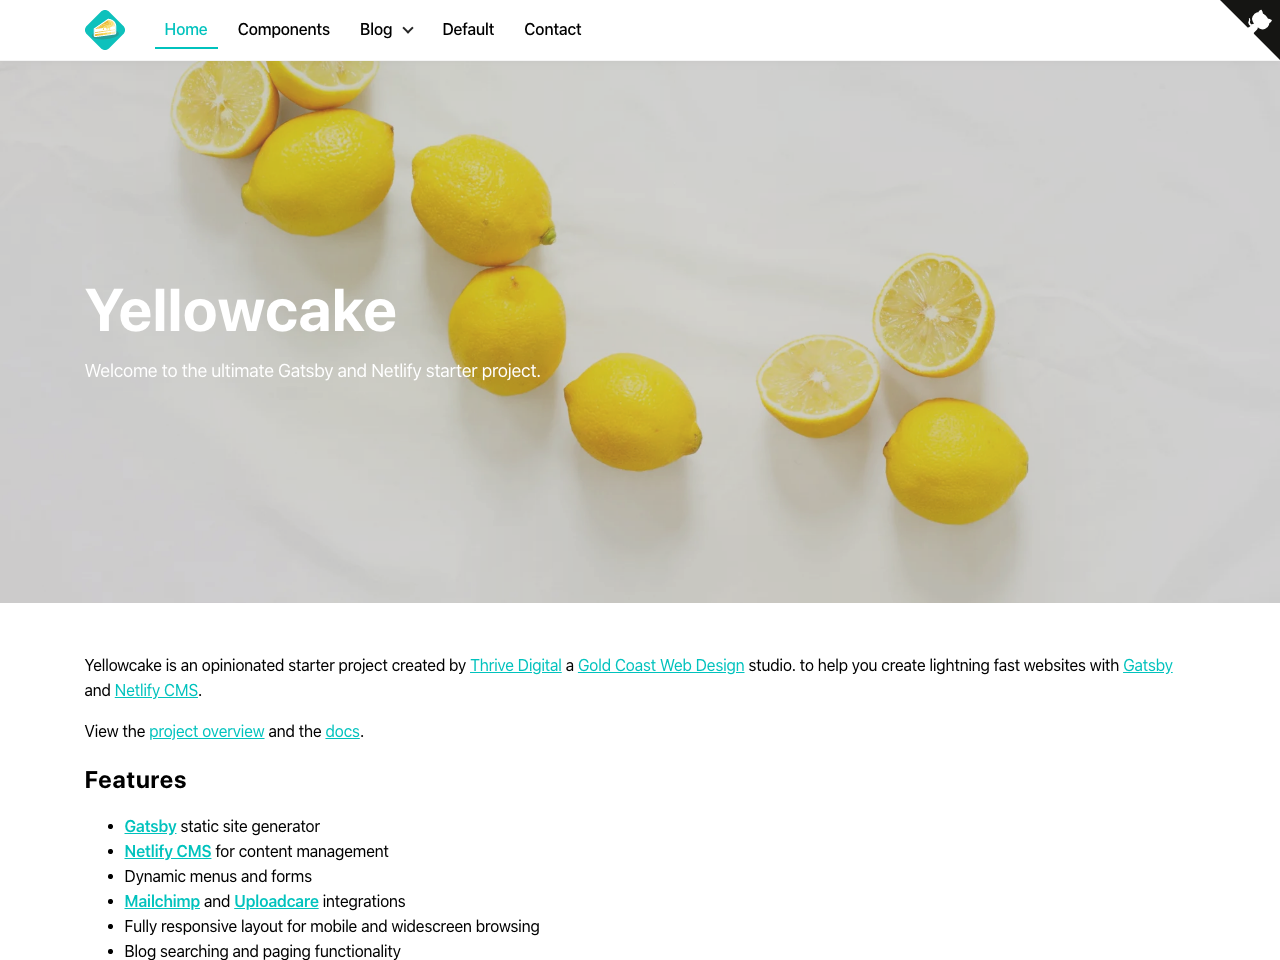 Home Components Blog Default Contact
Yellowcake
Welcome to the ultimate Gatsby and Netlify starter project.
Yellowcake is an opinionated starter project created by Thrive Digital a Gold Coast Web Design studio. to help you create lightning fast websites with Gatsby
and Netlify CMS.
View the project overview and the docs.
Features
Gatsby static site generator
Netlify CMS for content management
Dynamic menus and forms
Mailchimp and Uploadcare integrations
Fully responsive layout for mobile and widescreen browsing
Blog searching and paging functionality